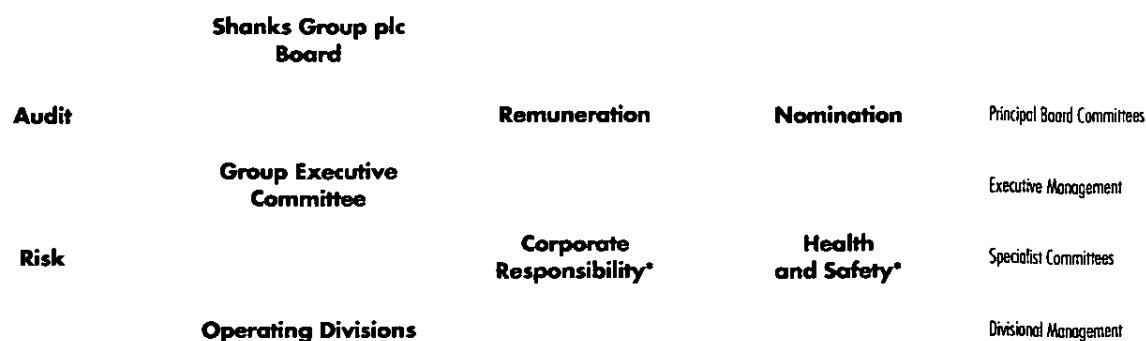 Shanks Group plc
Board
Audit
Remuneration
Nomination
Principal Board Committees
Group Executive
Committee
Executive Management
Risk
Corporate
Responsibility*
Health
and Safety*
Specialist Committees
Operating Divisions
Divisional Management